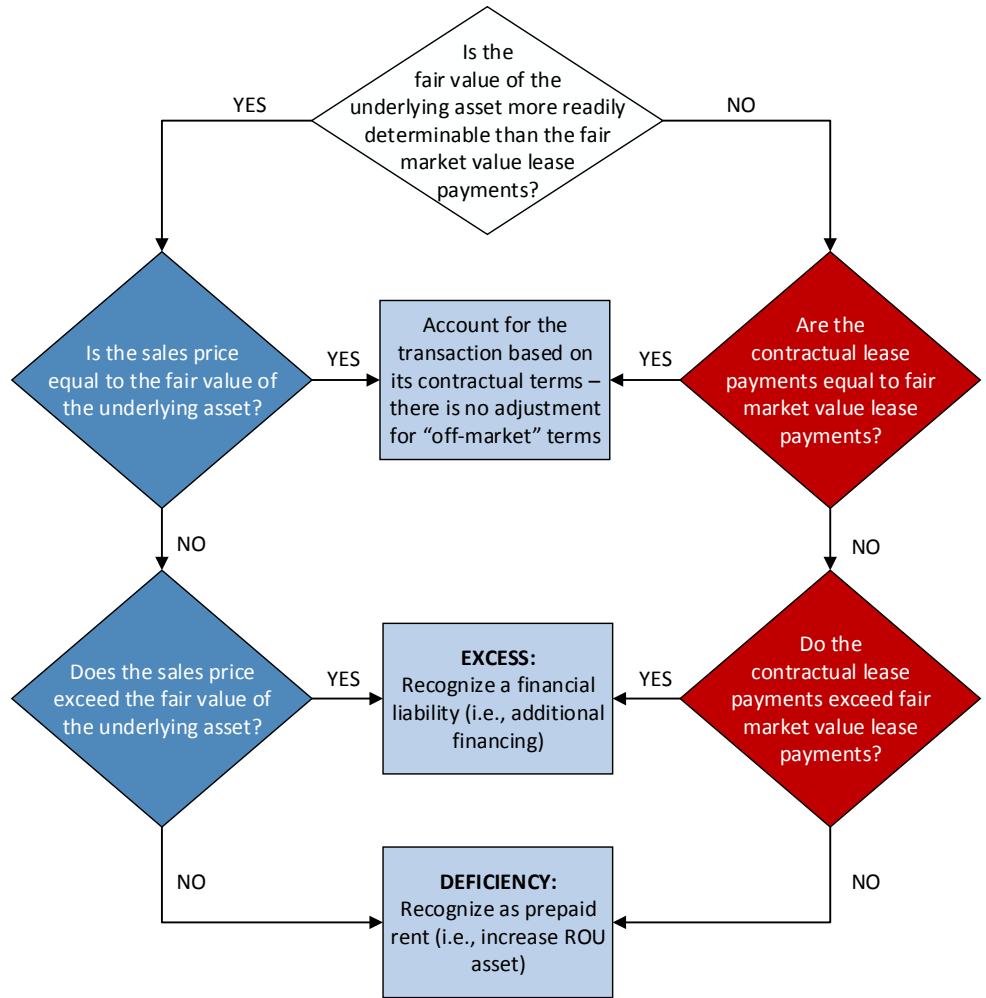 Is the
fair value of the
underlying asset more readily
determinable than the fair
market value lease
payments?
YES
NO
Is the sales price
equal to the fair value of
the underlying asset?
YES
Account for the
transaction based on
its contractual terms –
there is no adjustment
for “off-market” terms
YES
Are the
contractual lease
payments equal to fair
market value lease
payments?
NO
NO
Does the sales price
exceed the fair value of
the underlying asset?
YES
EXCESS:
Recognize a financial
liability (i.e., additional
financing)
YES
Do the
contractual lease
payments exceed fair
market value lease
payments?
NO
DEFICIENCY:
Recognize as prepaid
rent (i.e., increase ROU
asset)
NO